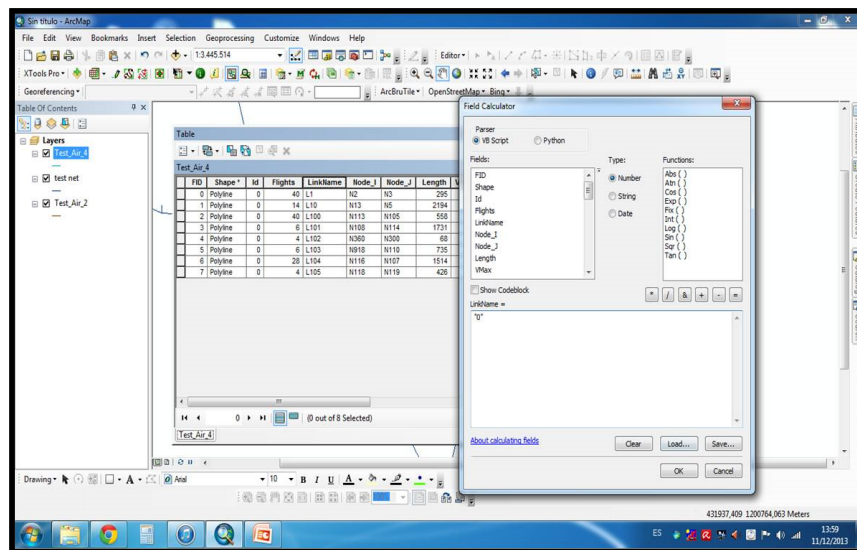 Sin título - ArcMap
File Edit View Bookmarks Insert Selection Geoprocessing Customize Windows Help
1:3.445.514 Editor
XTools Pro
Georeferencing ArcBruTile OpenStreetMap Bing
Table Of Contents
Layers
Test_Air_4
test net
Test_Air_2
Table
Test_Air_4
FID Shape * Id Flights LinkName Node_I Node_J Length V
0 Polyline 0 40 L1 N2 N3 295
1 Polyline 0 14 L10 N13 N5 2194
2 Polyline 0 40 L100 N113 N105 558
3 Polyline 0 6 L101 N108 N114 1731
4 Polyline 0 4 L102 N360 N300 68
5 Polyline 0 6 L103 N918 N110 735
6 Polyline 0 28 L104 N116 N107 1514
7 Polyline 0 4 L105 N118 N119 426
0 (0 out of 8 Selected)
Test_Air_4
Field Calculator
Parser
VB Script Python
Fields: Type: Functions:
FID
Shape
Id
Flights
LinkName
Node_I
Node_J
Length
VMax
Number
String
Date
Abs ( )
Atn ( )
Cos ( )
Exp ( )
Fix ( )
Int ( )
Log ( )
Sin ( )
Sqr ( )
Tan ( )
Show Codeblock
* / & + - =
LinkName =
"0"
About calculating fields Clear Load... Save...
OK Cancel
Drawing Arial 10 B I U A
431937,409 1200764,063 Meters
ES 13:59
11/12/2013